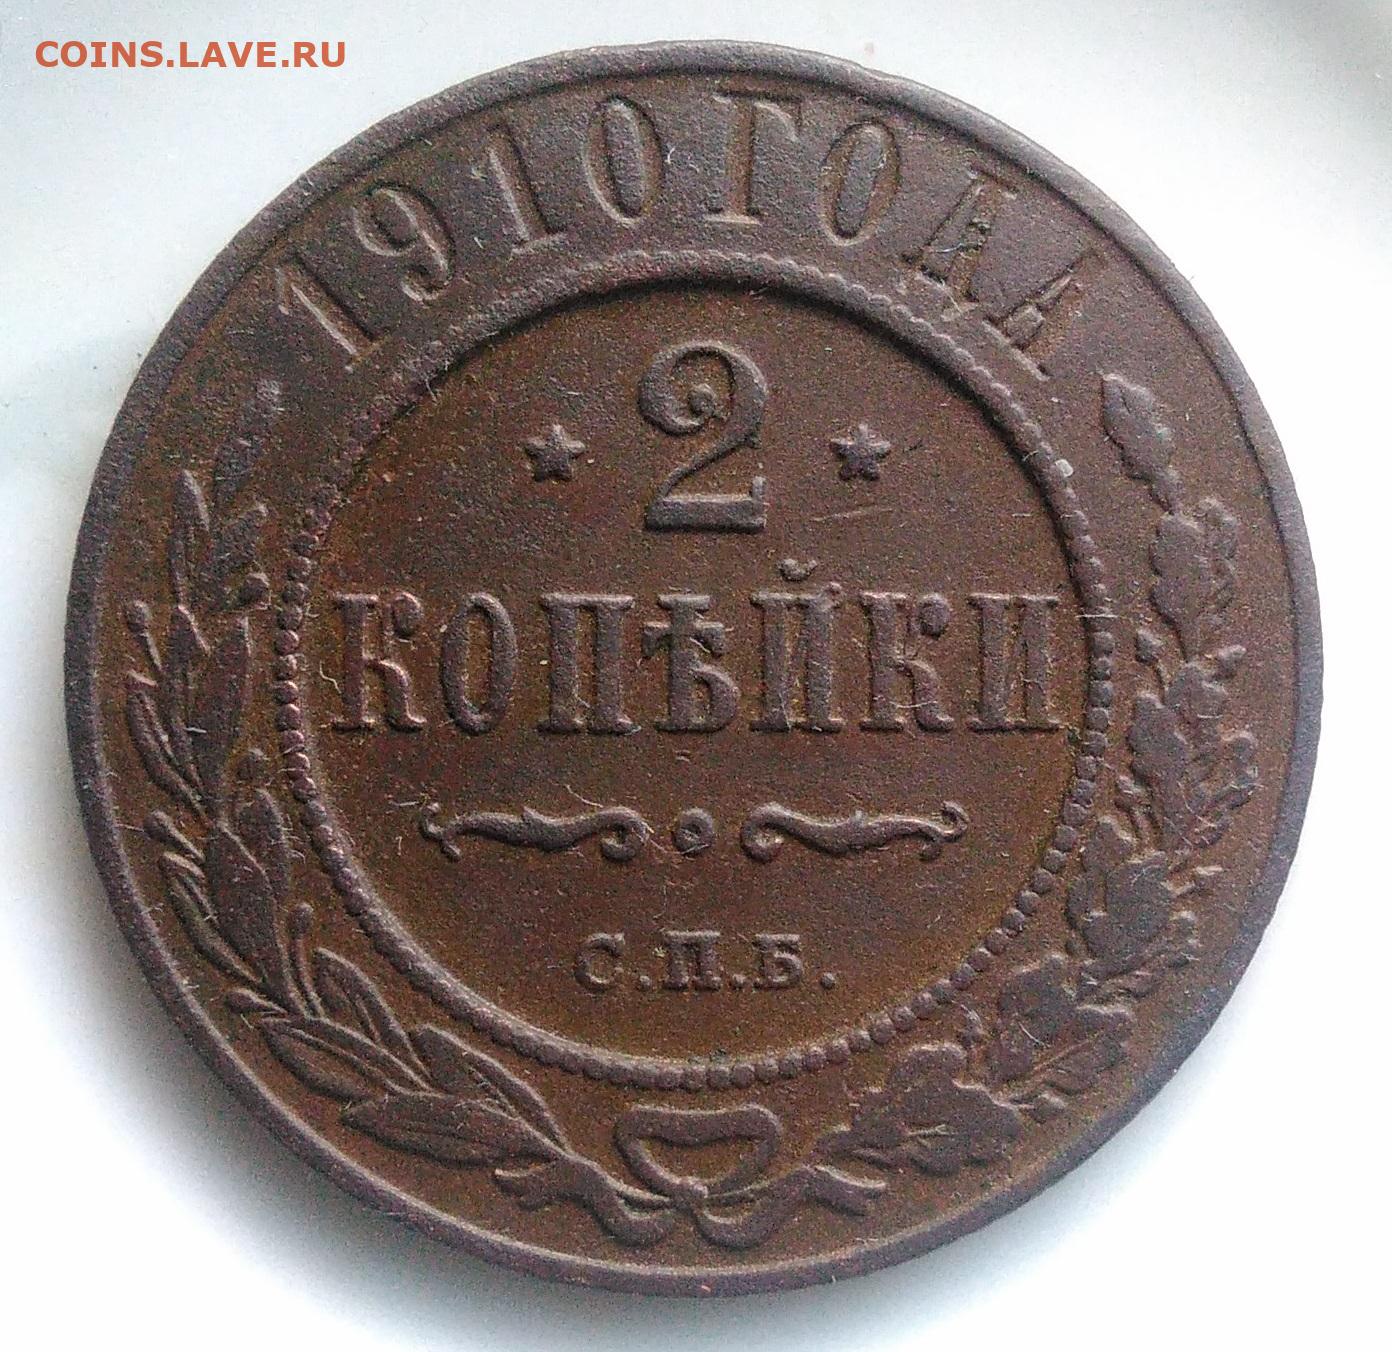 COINS.LAVE.RU
1910 ГОДА
2
КОПѢЙКИ
С.П.Б.